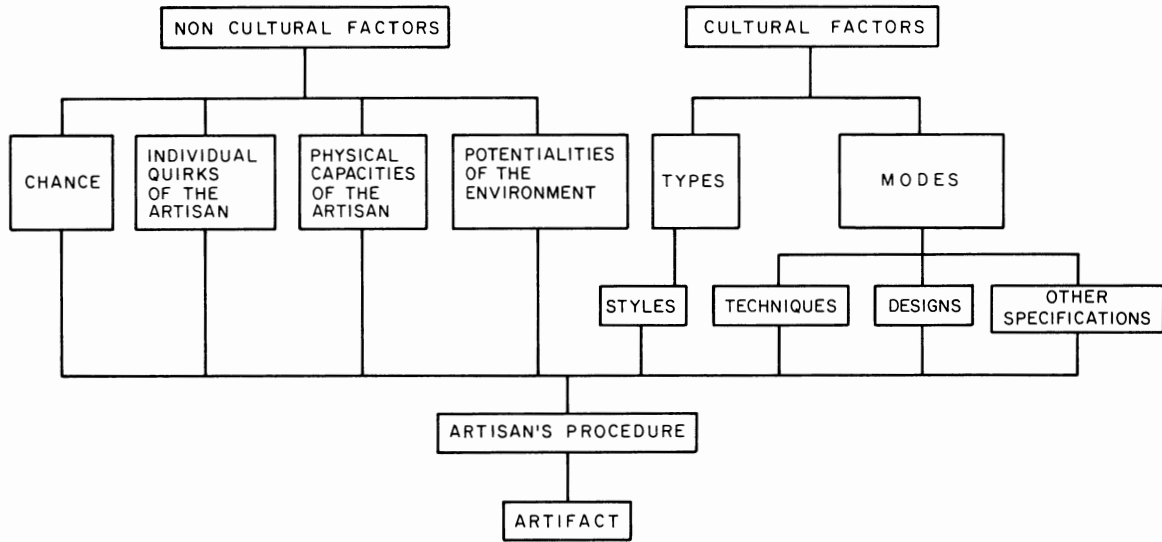 NON CULTURAL FACTORS
CULTURAL FACTORS
CHANCE
INDIVIDUAL
QUIRKS
OF THE
ARTISAN
PHYSICAL
CAPACITIES
OF THE
ARTISAN
POTENTIALITIES
OF THE
ENVIRONMENT
TYPES
MODES
STYLES
TECHNIQUES
DESIGNS
OTHER
SPECIFICATIONS
ARTISAN'S PROCEDURE
ARTIFACT